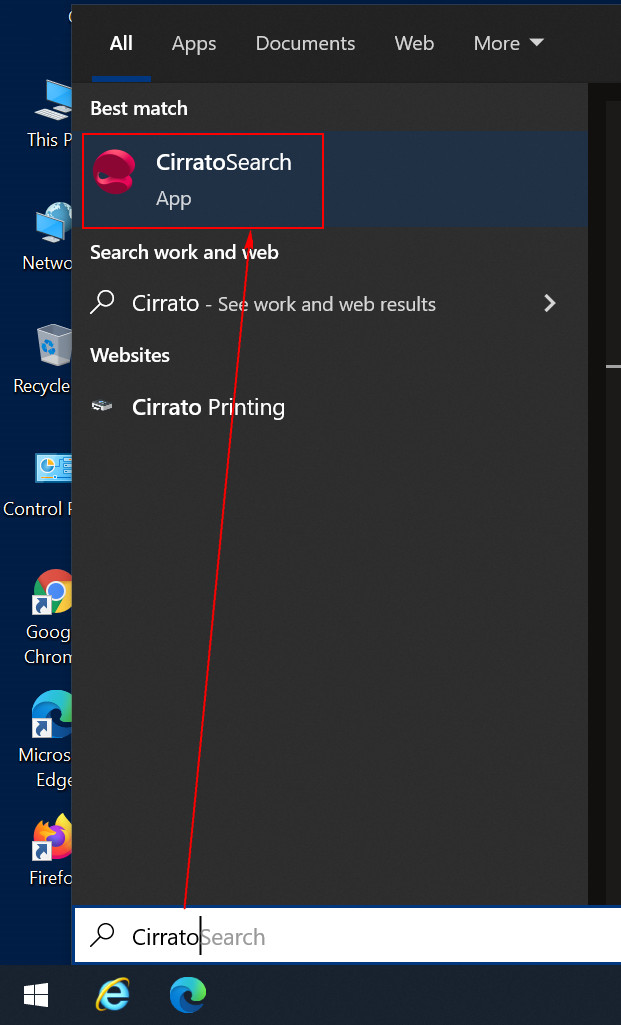 All Apps Documents Web More
Best match
CirratoSearch
App
Search work and web
Cirrato - See work and web results
Websites
Cirrato Printing
This P
Netwo
Recycle
Control P
Goog
Chrom
Micros
Edge
Firefo
CirratoSearch